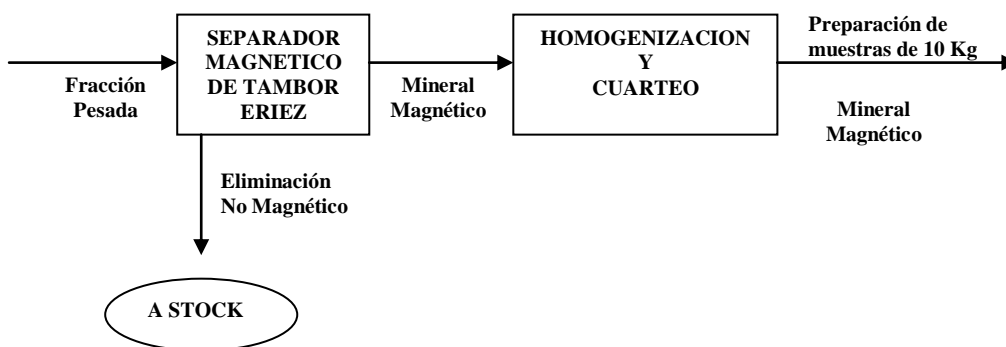 Fracción
Pesada
SEPARADOR
MAGNETICO
DE TAMBOR
ERIEZ
Mineral
Magnético
HOMOGENIZACION
Y
CUARTEO
Preparación de
muestras de 10 Kg
Mineral
Magnético
Eliminación
No Magnético
A STOCK